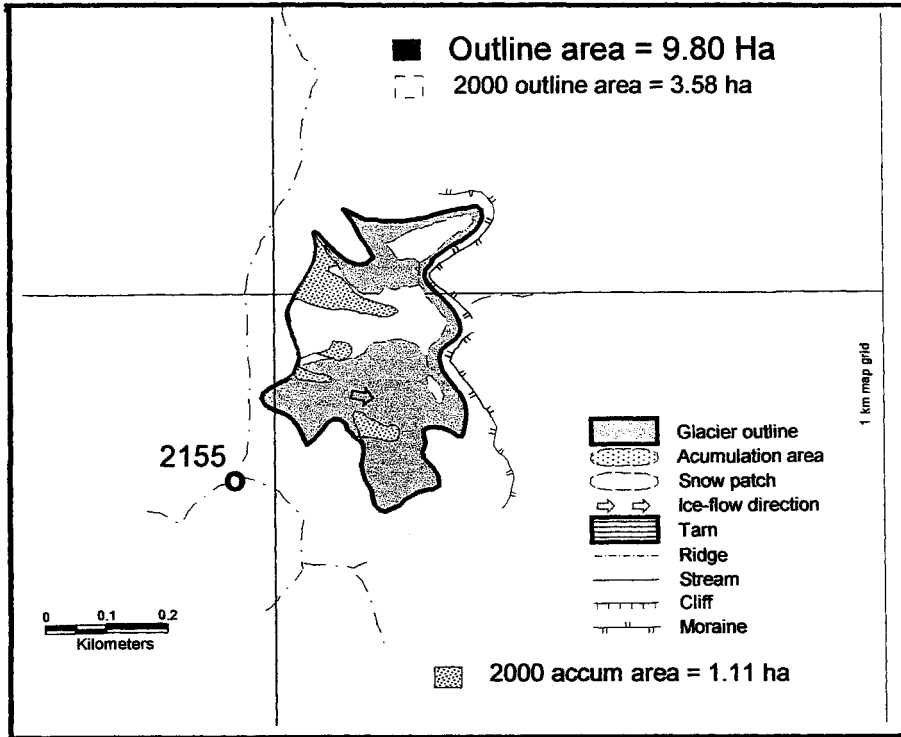 Outline area = 9.80 Ha
2000 outline area = 3.58 ha
1 km map grid
2155
Glacier outline
Acumulation area
Snow patch
Ice-flow direction
Tarn
Ridge
Stream
Cliff
Moraine
0 0.1 0.2
Kilometers
2000 accum area = 1.11 ha